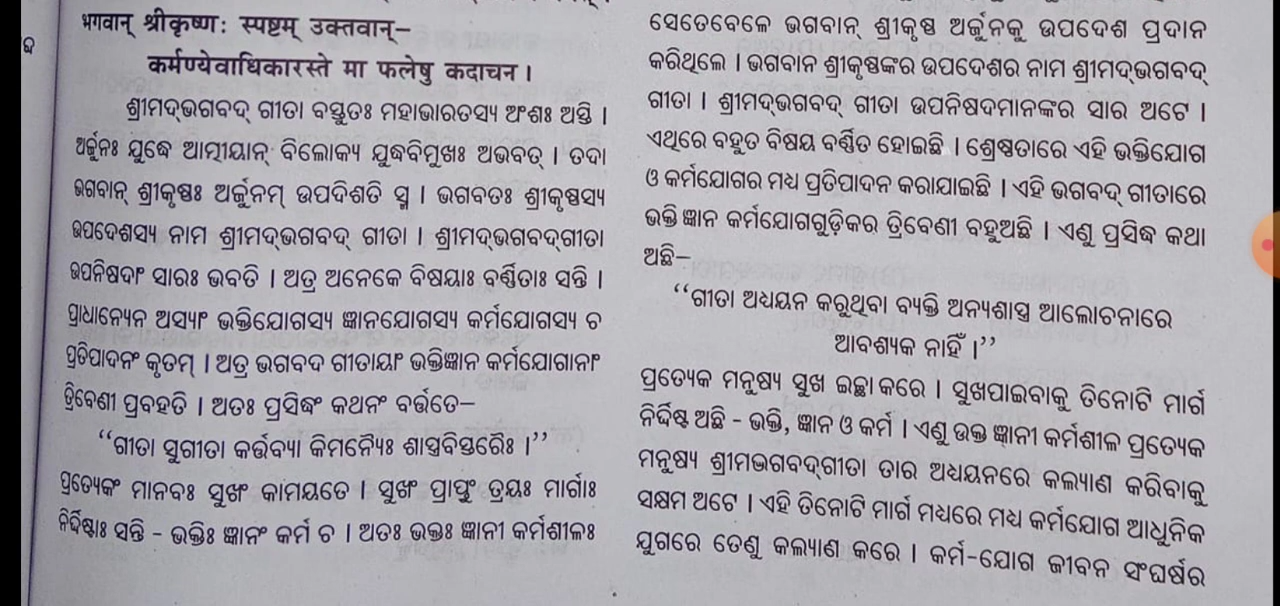 भगवान् श्रीकृष्णः स्पष्टम् उक्तवान्–
कर्मण्येवाधिकारस्ते मा फलेषु कदाचन।
ଶ୍ରୀମଦ୍‌ଭଗବଦ୍ ଗୀତା ବସ୍ତୁତଃ ମହାଭାରତସ୍ୟ ଅଂଶଃ ଅସ୍ତି ।
ଅର୍ଜୁନଃ ଯୁଦ୍ଧେ ଆତ୍ମୀୟାନ୍ ବିଲୋକ୍ୟ ଯୁଦ୍ଧବିମୁଖଃ ଅଭବତ୍ । ତଦା
ଭଗବାନ୍ ଶ୍ରୀକୃଷ୍ଣଃ ଅର୍ଜୁନମ୍ ଉପଦିଶତି ସ୍ମ । ଭଗବତଃ ଶ୍ରୀକୃଷ୍ଣସ୍ୟ
ଉପଦେଶସ୍ୟ ନାମ ଶ୍ରୀମଦ୍‌ଭଗବଦ୍ ଗୀତା । ଶ୍ରୀମଦ୍‌ଭଗବଦ୍‌ଗୀତା
ଉପନିଷଦାଂ ସାରଃ ଭବତି । ଅତ୍ର ଅନେକେ ବିଷୟାଃ ବର୍ଣ୍ଣିତାଃ ସନ୍ତି ।
ପ୍ରାଧାନ୍ୟେନ ଅସ୍ୟାଂ ଭକ୍ତିଯୋଗସ୍ୟ ଜ୍ଞାନଯୋଗସ୍ୟ କର୍ମଯୋଗସ୍ୟ ଚ
ପ୍ରତିପାଦନଂ କୃତମ୍ । ଅତ୍ର ଭଗବଦ ଗୀତାୟାଂ ଭକ୍ତିଜ୍ଞାନ କର୍ମଯୋଗାନାଂ
ତ୍ରିବେଣୀ ପ୍ରବହତି । ଅତଃ ପ୍ରସିଦ୍ଧଂ କଥନଂ ବର୍ତ୍ତତେ–
‘‘ଗୀତା ସୁଗୀତା କର୍ତ୍ତବ୍ୟା କିମନ୍ୟୈଃ ଶାସ୍ତ୍ରବିସ୍ତରୈଃ ।’’
ପ୍ରତ୍ୟେକଂ ମାନବଃ ସୁଖଂ କାମୟତେ । ସୁଖଂ ପ୍ରାପ୍ତୁଂ ତ୍ରୟଃ ମାର୍ଗାଃ
ନିର୍ଦ୍ଦିଷ୍ଟାଃ ସନ୍ତି - ଭକ୍ତିଃ ଜ୍ଞାନଂ କର୍ମ ଚ । ଅତଃ ଭକ୍ତଃ ଜ୍ଞାନୀ କର୍ମଶୀଳଃ
ସେତେବେଳେ ଭଗବାନ୍ ଶ୍ରୀକୃଷ୍ଣ ଅର୍ଜୁନକୁ ଉପଦେଶ ପ୍ରଦାନ
କରିଥିଲେ । ଭଗବାନ ଶ୍ରୀକୃଷ୍ଣଙ୍କର ଉପଦେଶର ନାମ ଶ୍ରୀମଦ୍‌ଭଗବଦ୍
ଗୀତା । ଶ୍ରୀମଦ୍‌ଭଗବଦ୍ ଗୀତା ଉପନିଷଦମାନଙ୍କର ସାର ଅଟେ ।
ଏଥିରେ ବହୁତ ବିଷୟ ବର୍ଣ୍ଣିତ ହୋଇଛି । ଶ୍ରେଷ୍ଠତାରେ ଏହି ଭକ୍ତିଯୋଗ
ଓ କର୍ମଯୋଗର ମଧ୍ୟ ପ୍ରତିପାଦନ କରାଯାଇଛି । ଏହି ଭଗବଦ୍ ଗୀତାରେ
ଭକ୍ତି ଜ୍ଞାନ କର୍ମଯୋଗଗୁଡ଼ିକର ତ୍ରିବେଣୀ ବହୁଅଛି । ଏଣୁ ପ୍ରସିଦ୍ଧ କଥା
ଅଛି–
‘‘ଗୀତା ଅଧ୍ୟୟନ କରୁଥିବା ବ୍ୟକ୍ତି ଅନ୍ୟଶାସ୍ତ୍ର ଆଲୋଚନାରେ
ଆବଶ୍ୟକ ନାହିଁ ।’’
ପ୍ରତ୍ୟେକ ମନୁଷ୍ୟ ସୁଖ ଇଚ୍ଛା କରେ । ସୁଖପାଇବାକୁ ତିନୋଟି ମାର୍ଗ
ନିର୍ଦ୍ଦିଷ୍ଟ ଅଛି - ଭକ୍ତି, ଜ୍ଞାନ ଓ କର୍ମ । ଏଣୁ ଉକ୍ତ ଜ୍ଞାନୀ କର୍ମଶୀଳ ପ୍ରତ୍ୟେକ
ମନୁଷ୍ୟ ଶ୍ରୀମଭଗବଦ୍‌ଗୀତା ତାର ଅଧ୍ୟୟନରେ କଲ୍ୟାଣ କରିବାକୁ
ସକ୍ଷମ ଅଟେ । ଏହି ତିନୋଟି ମାର୍ଗ ମଧ୍ୟରେ ମଧ୍ୟ କର୍ମଯୋଗ ଆଧୁନିକ
ଯୁଗରେ ତେଣୁ କଲ୍ୟାଣ କରେ । କର୍ମ-ଯୋଗ ଜୀବନ ସଂଘର୍ଷର